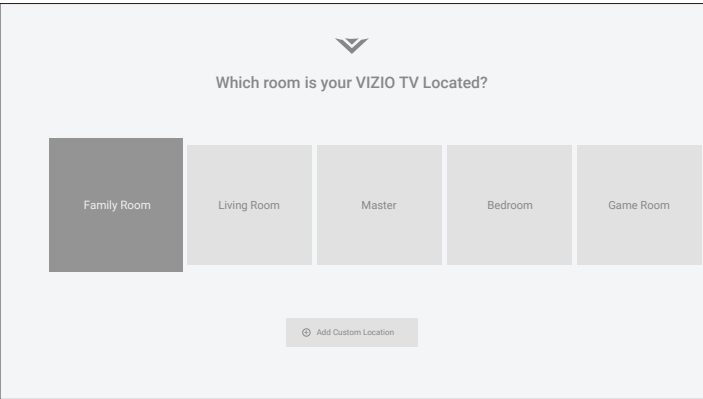 Which room is your VIZIO TV Located?
Family Room
Living Room
Master
Bedroom
Game Room
Add Custom Location